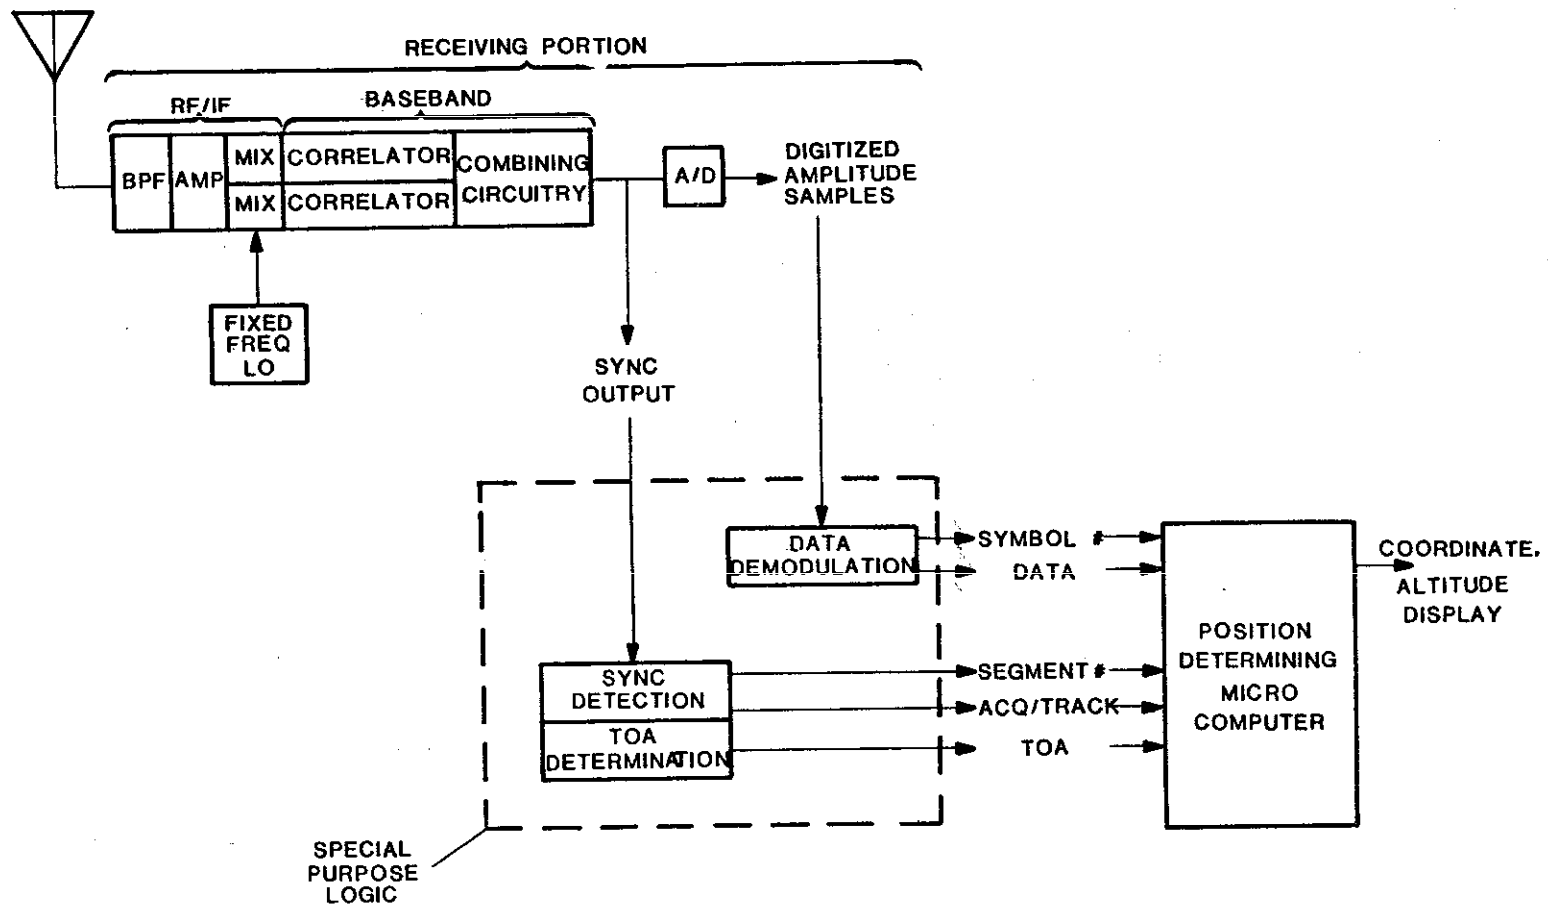 RECEIVING PORTION
RF/IF
BASEBAND
BPF
AMP
MIX
MIX
CORRELATOR
CORRELATOR
COMBINING
CIRCUITRY
A/D
DIGITIZED
AMPLITUDE
SAMPLES
FIXED
FREQ
LO
SYNC
OUTPUT
DATA
DEMODULATION
SYMBOL #
DATA
SYNC
DETECTION
TOA
DETERMINATION
SEGMENT #
ACQ/TRACK
TOA
POSITION
DETERMINING
MICRO
COMPUTER
COORDINATE,
ALTITUDE
DISPLAY
SPECIAL
PURPOSE
LOGIC